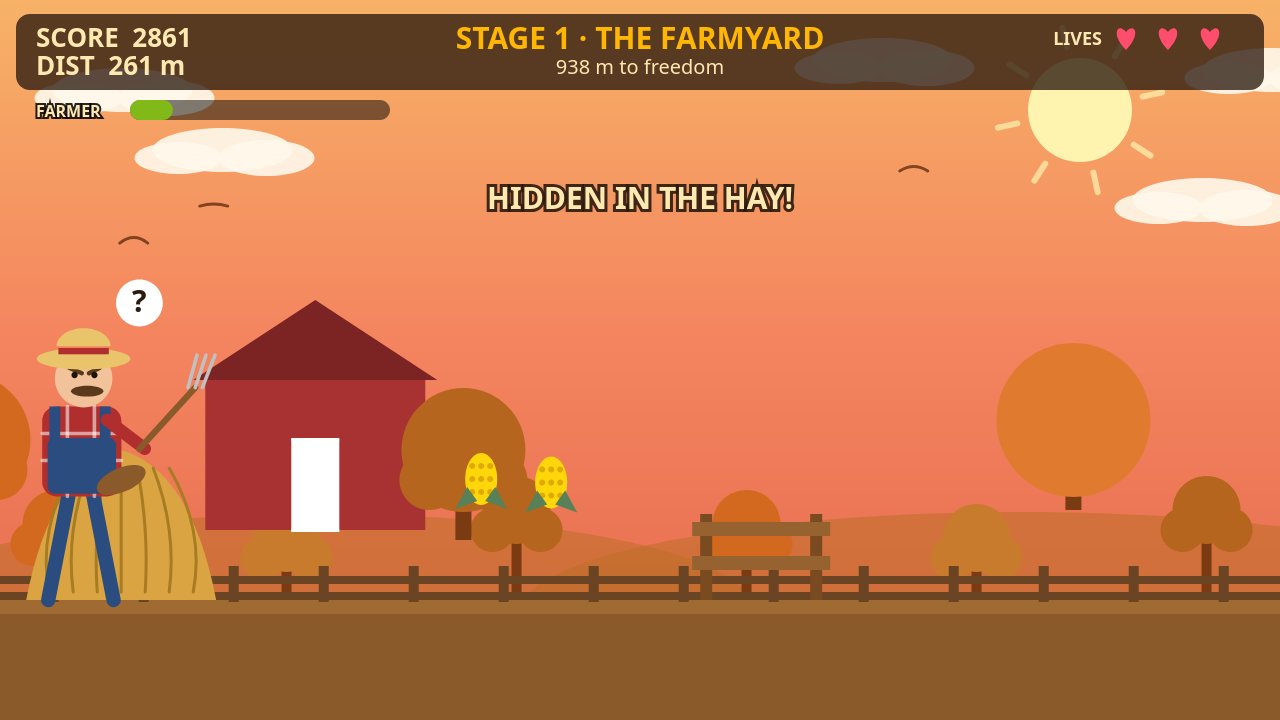 SCORE 2861
DIST 261 m
STAGE 1 · THE FARMYARD
938 m to freedom
LIVES
FARMER
HIDDEN IN THE HAY!
?